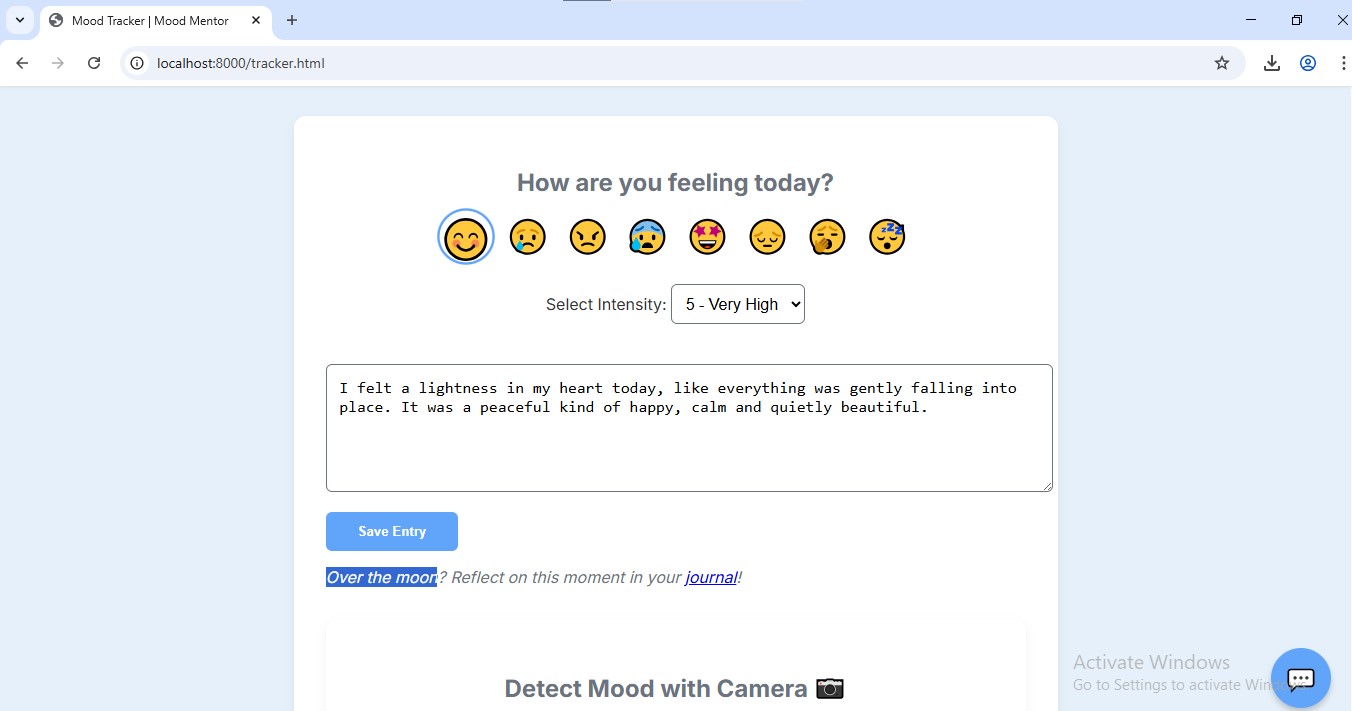 Mood Tracker | Mood Mentor
localhost:8000/tracker.html
How are you feeling today?
Select Intensity: 5 - Very High
I felt a lightness in my heart today, like everything was gently falling into
place. It was a peaceful kind of happy, calm and quietly beautiful.
Save Entry
Over the moon? Reflect on this moment in your journal!
Detect Mood with Camera
Activate Windows
Go to Settings to activate Windows.